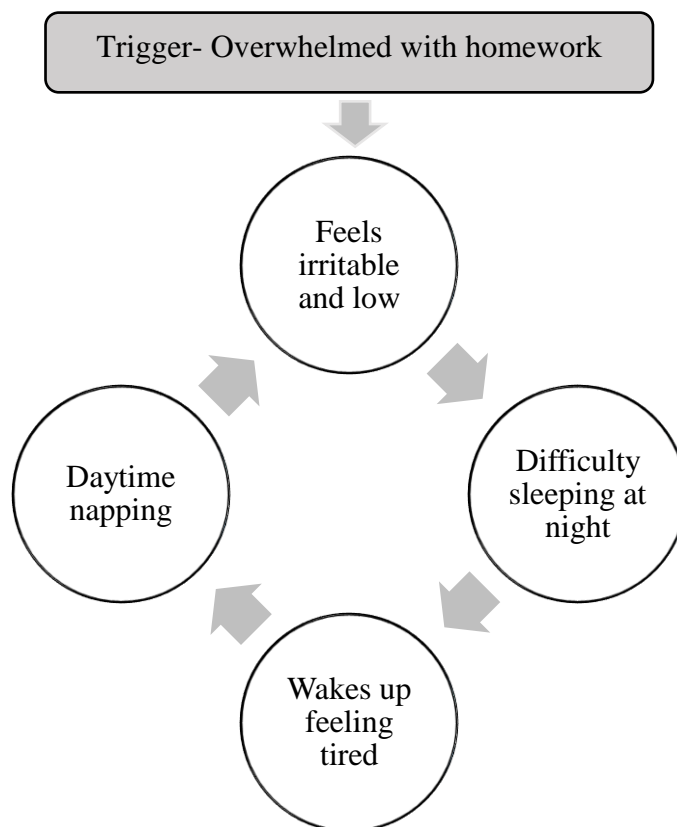 Trigger- Overwhelmed with homework
Feels
irritable
and low
Difficulty
sleeping at
night
Wakes up
feeling
tired
Daytime
napping